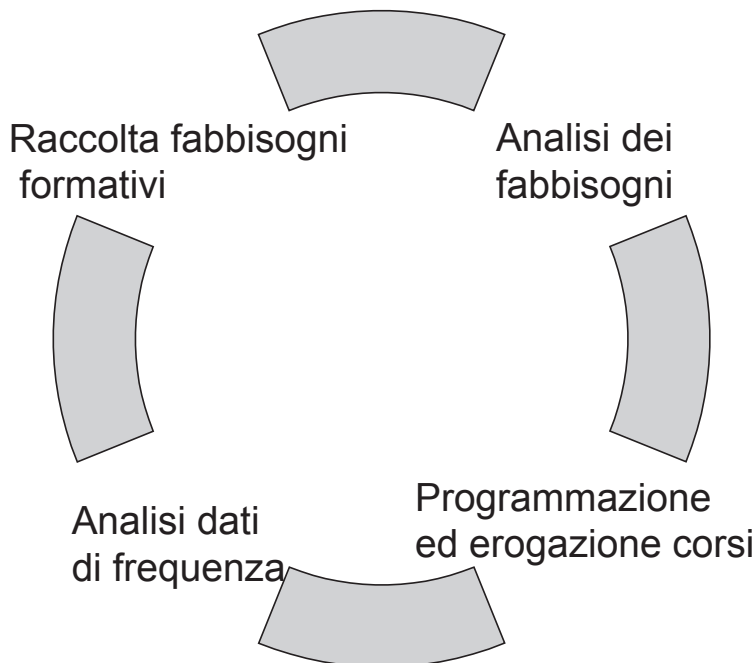 Raccolta fabbisogni
formativi
Analisi dei
fabbisogni
Programmazione
ed erogazione corsi
Analisi dati
di frequenza